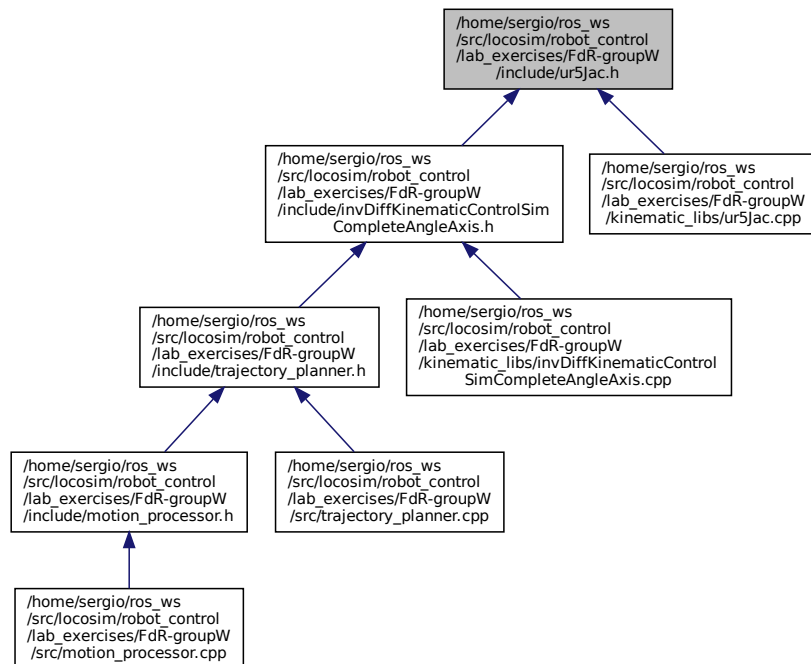 /home/sergio/ros_ws
/src/locosim/robot_control
/lab_exercises/FdR-groupW
/include/ur5Jac.h
/home/sergio/ros_ws
/src/locosim/robot_control
/lab_exercises/FdR-groupW
/include/invDiffKinematicControlSim
CompleteAngleAxis.h
/home/sergio/ros_ws
/src/locosim/robot_control
/lab_exercises/FdR-groupW
/kinematic_libs/ur5Jac.cpp
/home/sergio/ros_ws
/src/locosim/robot_control
/lab_exercises/FdR-groupW
/include/trajectory_planner.h
/home/sergio/ros_ws
/src/locosim/robot_control
/lab_exercises/FdR-groupW
/kinematic_libs/invDiffKinematicControl
SimCompleteAngleAxis.cpp
/home/sergio/ros_ws
/src/locosim/robot_control
/lab_exercises/FdR-groupW
/include/motion_processor.h
/home/sergio/ros_ws
/src/locosim/robot_control
/lab_exercises/FdR-groupW
/src/trajectory_planner.cpp
/home/sergio/ros_ws
/src/locosim/robot_control
/lab_exercises/FdR-groupW
/src/motion_processor.cpp